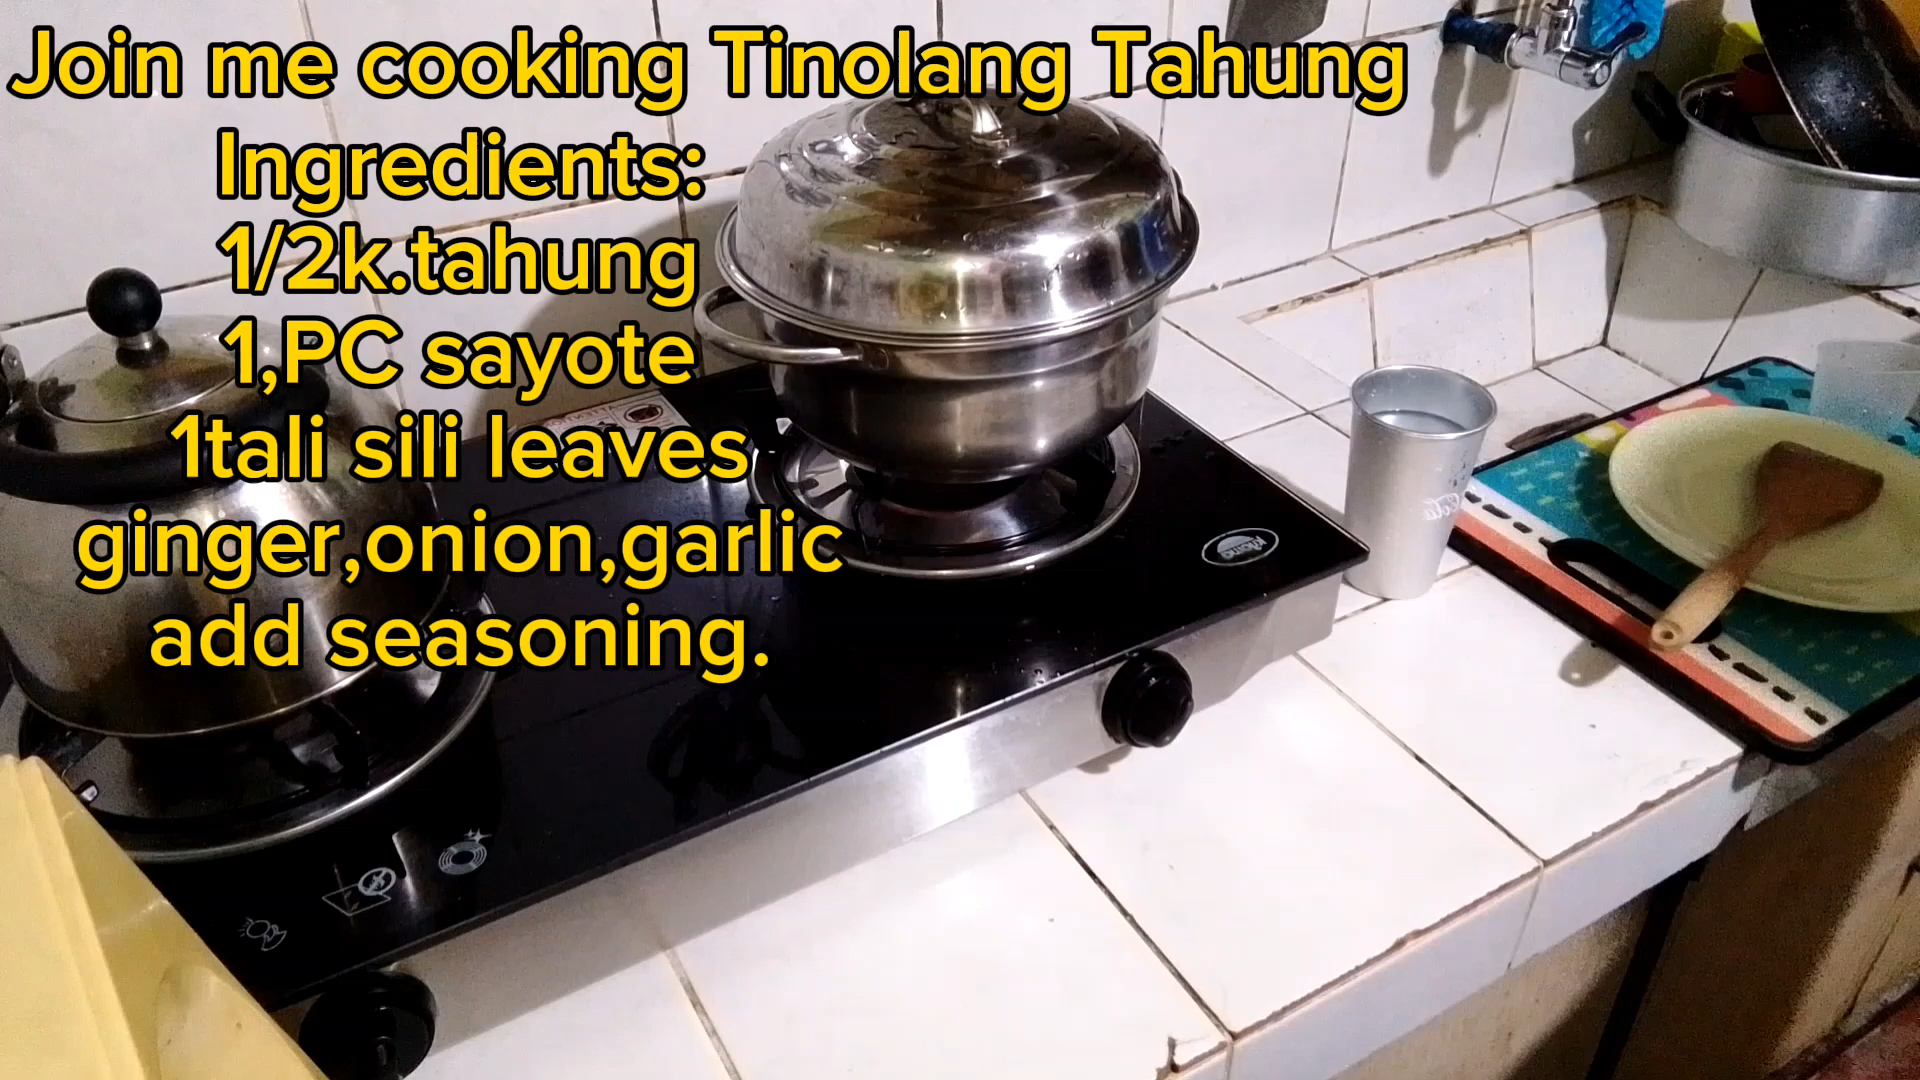 Join me cooking Tinolang Tahung
Ingredients:
1/2k.tahung
1,PC sayote
1tali sili leaves
ginger,onion,garlic
add seasoning.